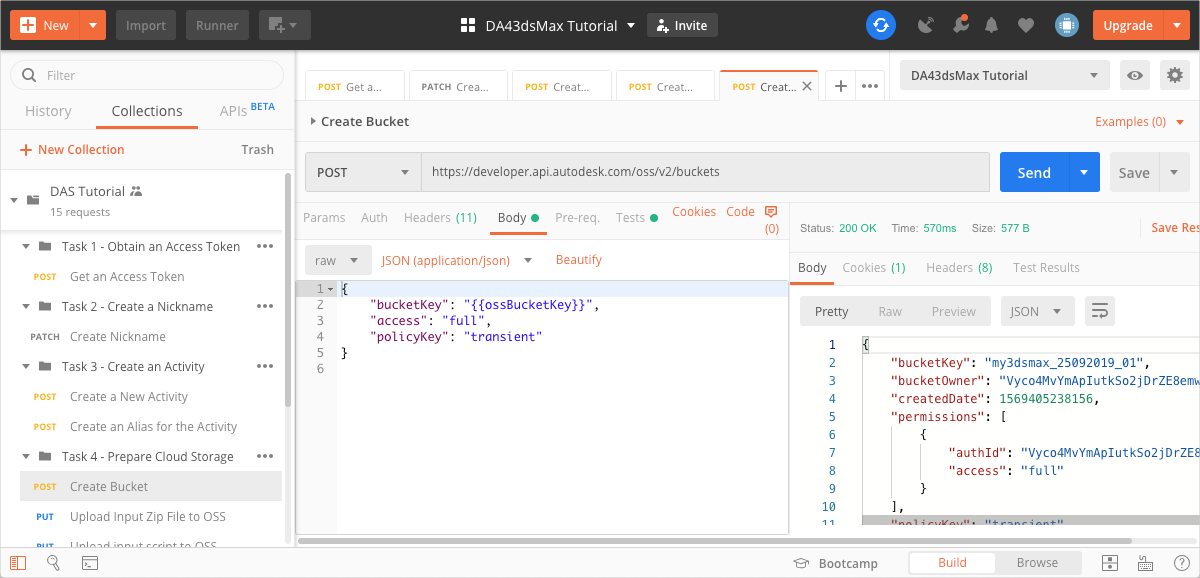 New
Import
Runner
DA43dsMax Tutorial
Invite
Upgrade
Filter
History
Collections
APIs BETA
New Collection
Trash
DAS Tutorial
15 requests
Task 1 - Obtain an Access Token
POST Get an Access Token
Task 2 - Create a Nickname
PATCH Create Nickname
Task 3 - Create an Activity
POST Create a New Activity
POST Create an Alias for the Activity
Task 4 - Prepare Cloud Storage
POST Create Bucket
PUT Upload Input Zip File to OSS
PUT Upload input script to OSS
POST Get a...
PATCH Crea...
POST Creat...
POST Creat...
POST Creat...
DA43dsMax Tutorial
Create Bucket
Examples (0)
POST
https://developer.api.autodesk.com/oss/v2/buckets
Send
Save
Params
Auth
Headers (11)
Body
Pre-req.
Tests
Cookies
Code
(0)
raw
JSON (application/json)
Beautify
1 {
2 "bucketKey": "{{ossBucketKey}}",
3 "access": "full",
4 "policyKey": "transient"
5 }
6
Status: 200 OK
Time: 570ms
Size: 577 B
Save Res
Body
Cookies (1)
Headers (8)
Test Results
Pretty
Raw
Preview
JSON
1 {
2 "bucketKey": "my3dsmax_25092019_01",
3 "bucketOwner": "Vyco4MvYmApIutkSo2jDrZE8emw
4 "createdDate": 1569405238156,
5 "permissions": [
6 {
7 "authId": "Vyco4MvYmApIutkSo2jDrZE8
8 "access": "full"
9 }
10 ],
11 "policyKey": "transient"
Bootcamp
Build
Browse